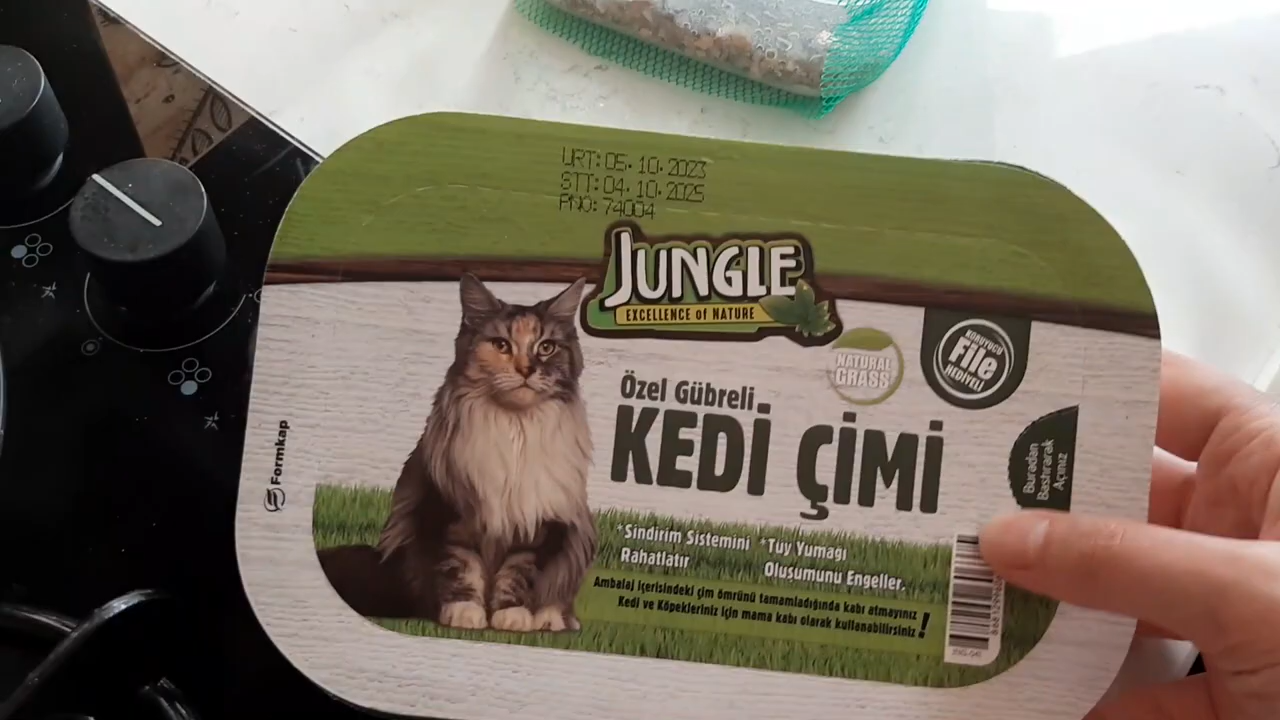 URT: 05.10.2023
STT: 04.10.2025
PNO: 74004
JUNGLE
EXCELLENCE of NATURE
NATURAL
GRASS
KORUYUCU
File
HEDİYELİ
Özel Gübreli
KEDİ ÇİMİ
Buradan
Bastırarak
Açınız
Formkap
*Sindirim Sistemini
Rahatlatır
*Tüy Yumağı
Oluşumunu Engeller.
Ambalaj içerisindeki çim ömrünü tamamladığında kabı atmayınız
Kedi ve Köpekleriniz için mama kabı olarak kullanabilirsiniz !